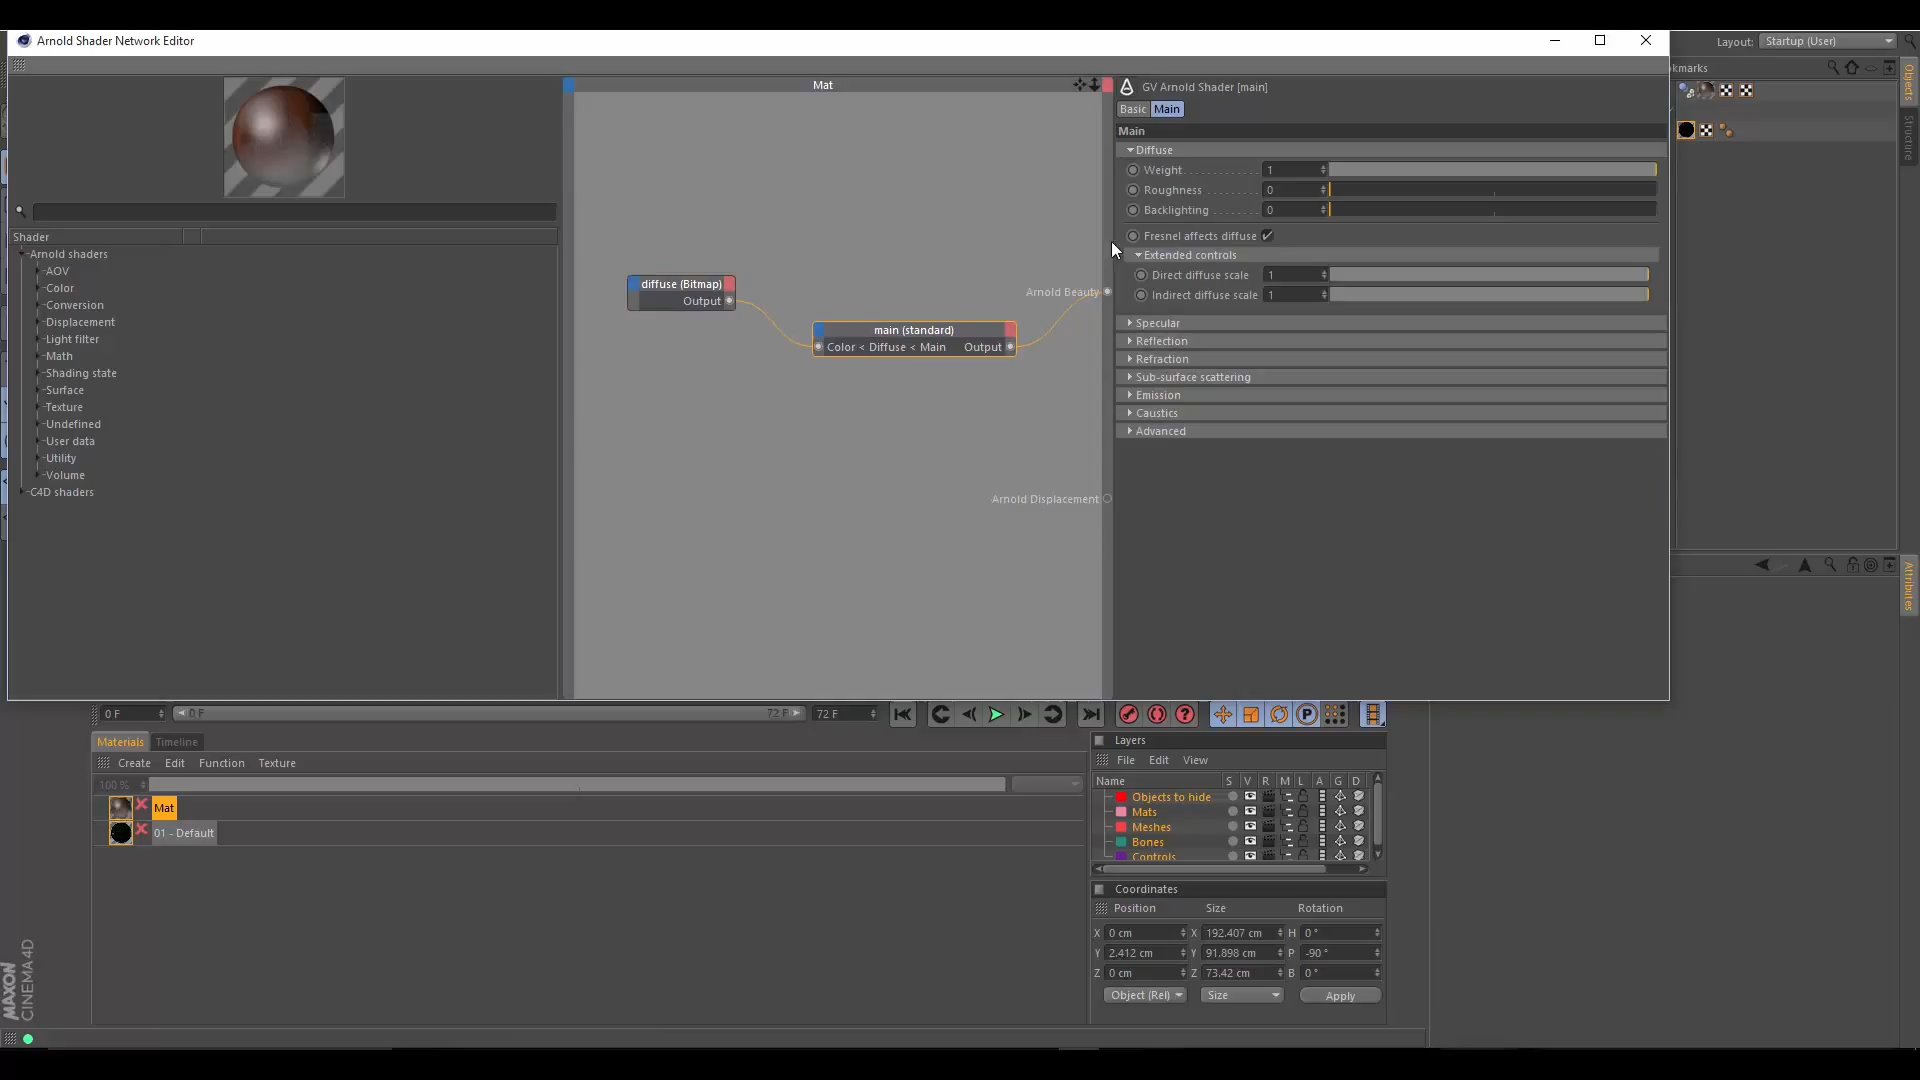 Arnold Shader Network Editor
Layout: Startup (User)
kmarks
Mat
GV Arnold Shader [main]
Basic Main
Main
Diffuse
Weight 1
Roughness 0
Backlighting 0
Fresnel affects diffuse
Extended controls
Direct diffuse scale 1
Indirect diffuse scale 1
Specular
Reflection
Refraction
Sub-surface scattering
Emission
Caustics
Advanced
Shader
Arnold shaders
AOV
Color
Conversion
Displacement
Light filter
Math
Shading state
Surface
Texture
Undefined
User data
Utility
Volume
C4D shaders
diffuse (Bitmap)
Output
main (standard)
Color < Diffuse < Main Output
Arnold Beauty
Arnold Displacement
Objects
Structure
Attributes
0 F 0 F 72 F 72 F
Materials Timeline
Create Edit Function Texture
100 %
Mat
01 - Default
Layers
File Edit View
Name S V R M L A G D
Objects to hide
Mats
Meshes
Bones
Controls
Coordinates
Position Size Rotation
X 0 cm X 192.407 cm H 0 °
Y 2.412 cm Y 91.898 cm P -90 °
Z 0 cm Z 73.42 cm B 0 °
Object (Rel) Size Apply
MAXON
CINEMA4D